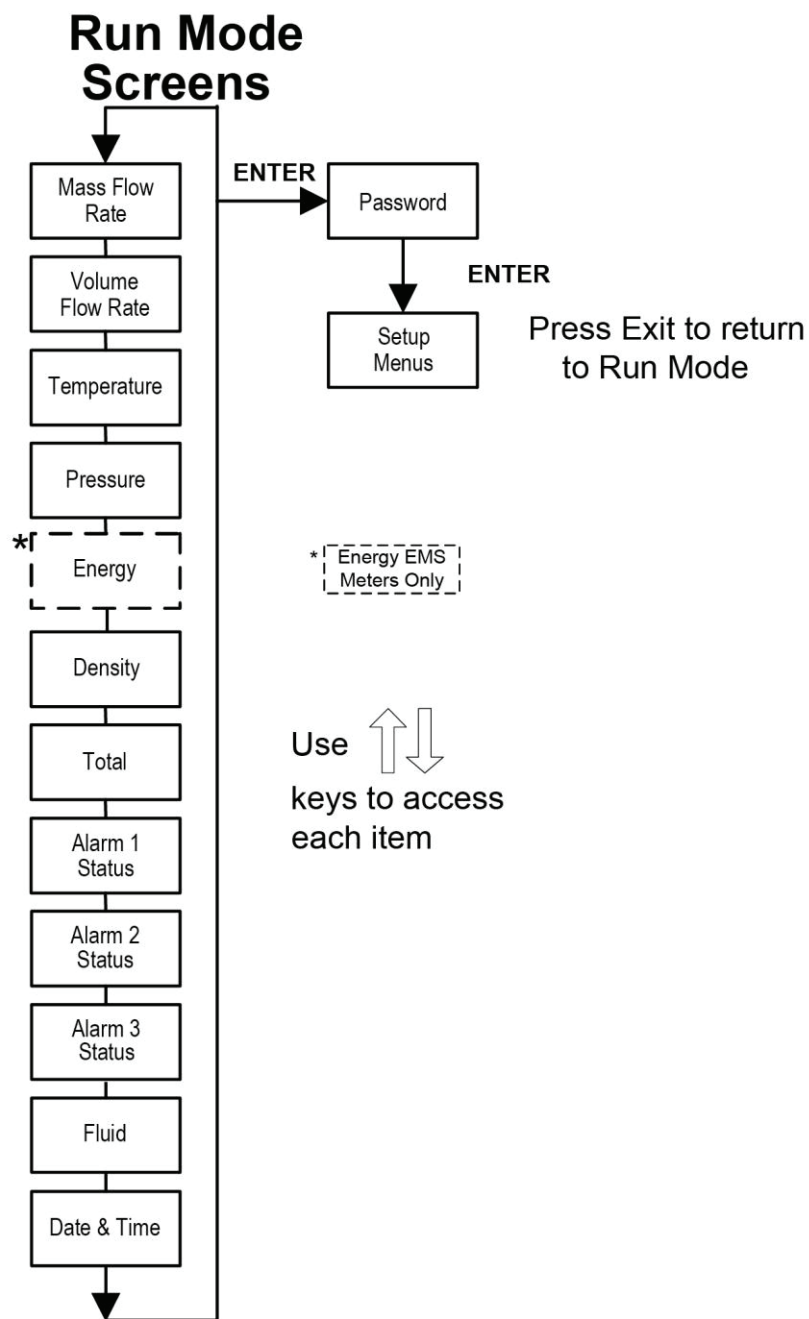 Run Mode
Screens
Mass Flow
Rate
ENTER
Password
Volume
Flow Rate
ENTER
Setup
Menus
Press Exit to return
to Run Mode
Temperature
Pressure
*
Energy
* Energy EMS
Meters Only
Density
Total
Use
keys to access
each item
Alarm 1
Status
Alarm 2
Status
Alarm 3
Status
Fluid
Date & Time